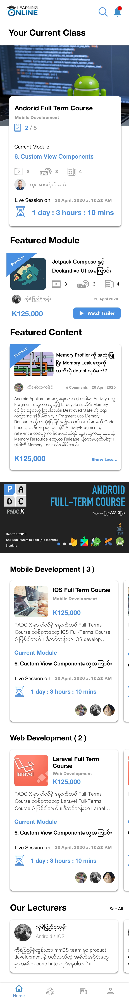 LEARNING
ONLINE
Your Current Class
Andorid Full Term Course
Mobile Development
2 / 5
Current Module
6. Custom View Components
8
LIVE
3
4
ကိုအောင်ကိုကိုသက်
Live Session on 20 April, 2020 at 10:20 AM
1 day : 3 hours : 10 mins
Featured Module
Premium
Jetpack Compose နှင့်
Declarative UI အကြောင်း
8
LIVE
3
4
ကိုရဲပြည့်စုံထွန်း
20 April 2020
K125,000
Watch Trailer
Featured Content
Premium
Memory Profiler ကို အသုံးပြု
ပြီး Memory Leak တွေကို
ဘယ်လို detect လုပ်မလဲ?
ကိုဇော်ထက်နိုင်
6 Comments 20 April 2020
Android Application တွေရေးသား တဲ့ အခါမှာ Activity တွေ
Fragment တွေဟာ သူတို့ရဲ့ Lifecycle အတိုင်း Memory
ပေါ်မှာ နေရာယူ ကြပါတယ်။ Destroyed State ကို ရော
က်သွားရင် အဲ့ဒီ Activity / Fragment ဟာ Memory
Resource ကို အသုံးပြုခြင်းမရှိတော့ပါဘူး. ဒါပေမယ့် Code
base ရဲ့ တစ်နေရာရာ မှာ အဲ့ဒီ Activity/Fragment ရဲ့
reference တစ်ခုခု ကျန်နေမယ်ဆိုရင် သူ့အတွက်သုံးထားတဲ့
Memory Resource တွေဟာ Release ဖြစ်မှာမဟုတ်ပါဘူး။
အဲ့ဒါကို Memory Leak လို့ခေါ်ပါတယ်။
K125,000
Show Less...
P A
D C
PADC-X
ANDROID
FULL-TERM COURSE
Register ပြုလုပ်နိုင်ပါပြီ ။
Java
Dec 21st 2019
Sat, Sun : 12pm to 3pm (4.5 months)
3 Lakhs
Mobile Development ( 3 )
IOS Full Term Course
Mobile Development
K125,000
PADC-X မှာ ပါဝင်မဲ့ နောက်ထပ် Full-Terms
Course တစ်ခုကတော့ iOS Full-Terms Course
ပဲ ဖြစ်ပါတယ် ။ ဒီသင်တန်းမှာ IOS develop...
Current Module
6. Custom View Componentတွေအကြာင်း
Live Session on 20 April, 2020 at 10:20 AM
1 day : 3 hours : 10 mins
Web Development ( 2 )
laravel
Laravel Full Term
Course
Web Development
K125,000
PADC-X မှာ ပါဝင်မဲ့ နောက်ထပ် Full-Terms
Course တစ်ခုကတော့ Laravel Full-Terms
Course ပဲ ဖြစ်ပါတယ် ။ ဒီသင်တန်းမှာ Larael...
Current Module
6. Custom View Componentတွေအကြာင်း
Live Session on 20 April, 2020 at 10:20 AM
1 day : 3 hours : 10 mins
Our Lecturers
See All
ကိုရဲပြည့်စုံထွန်း
Android / IOS
ကိုရဲပြည့်စုံထွန်းဟာ mmDS team မှာ product
development နဲ့ ပတ်သတ်တဲ့ အစိတ်အပိုင်းတွေ
မှာ အဓိက contribute လုပ်နေပါတယ်။
Home